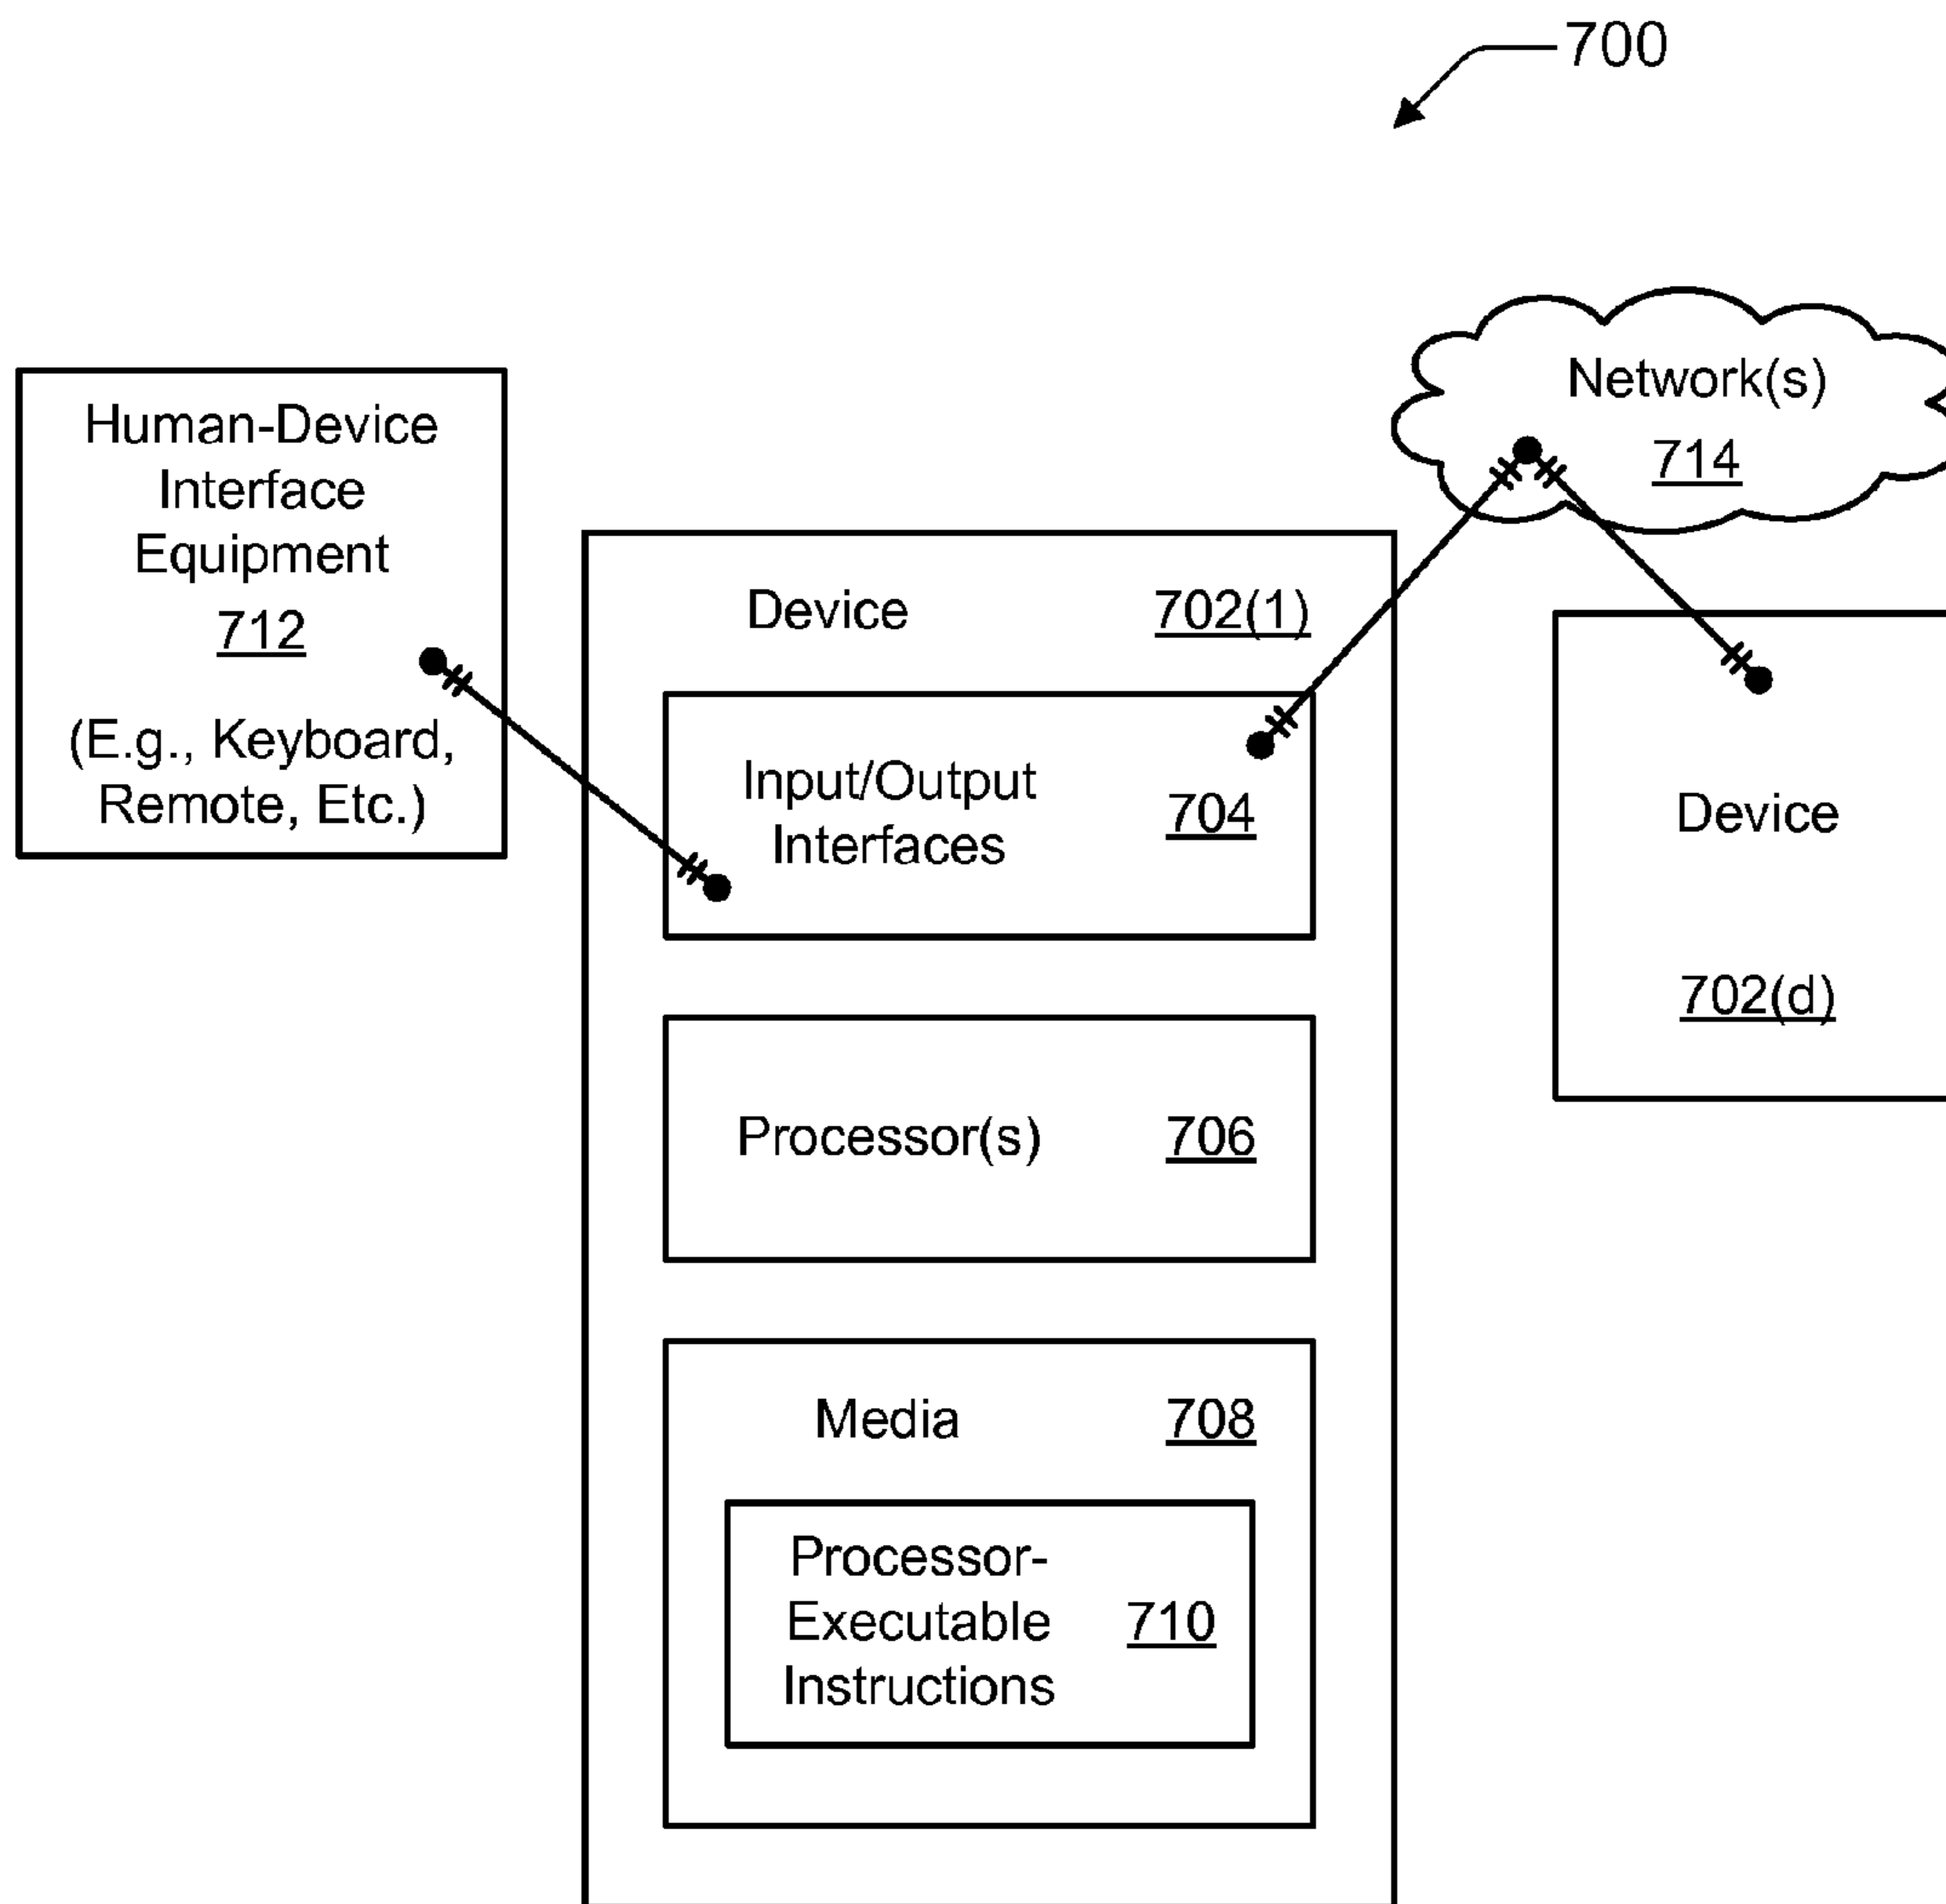 700
Network(s)
714
Human-Device
Interface
Equipment
712
(E.g., Keyboard,
Remote, Etc.)
Device 702(1)
Input/Output
Interfaces
704
Processor(s) 706
Media 708
Processor-
Executable
Instructions
710
Device
702(d)